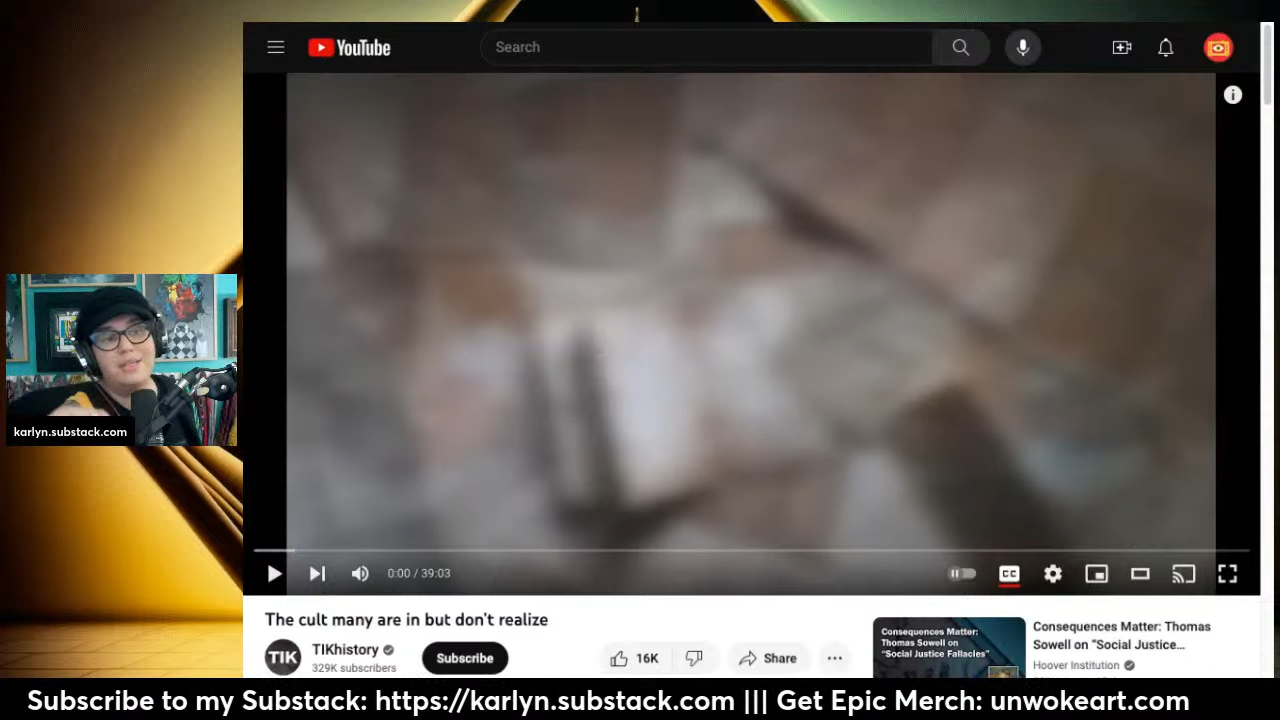 YouTube
Search
karlyn.substack.com
0:00 / 39:03
CC
The cult many are in but don't realize
TIK
TIKhistory
329K subscribers
Subscribe
16K
Share
Consequences Matter:
Thomas Sowell on
"Social Justice Fallacies"
Consequences Matter: Thomas
Sowell on "Social Justice...
Hoover Institution
Subscribe to my Substack: https://karlyn.substack.com ||| Get Epic Merch: unwokeart.com